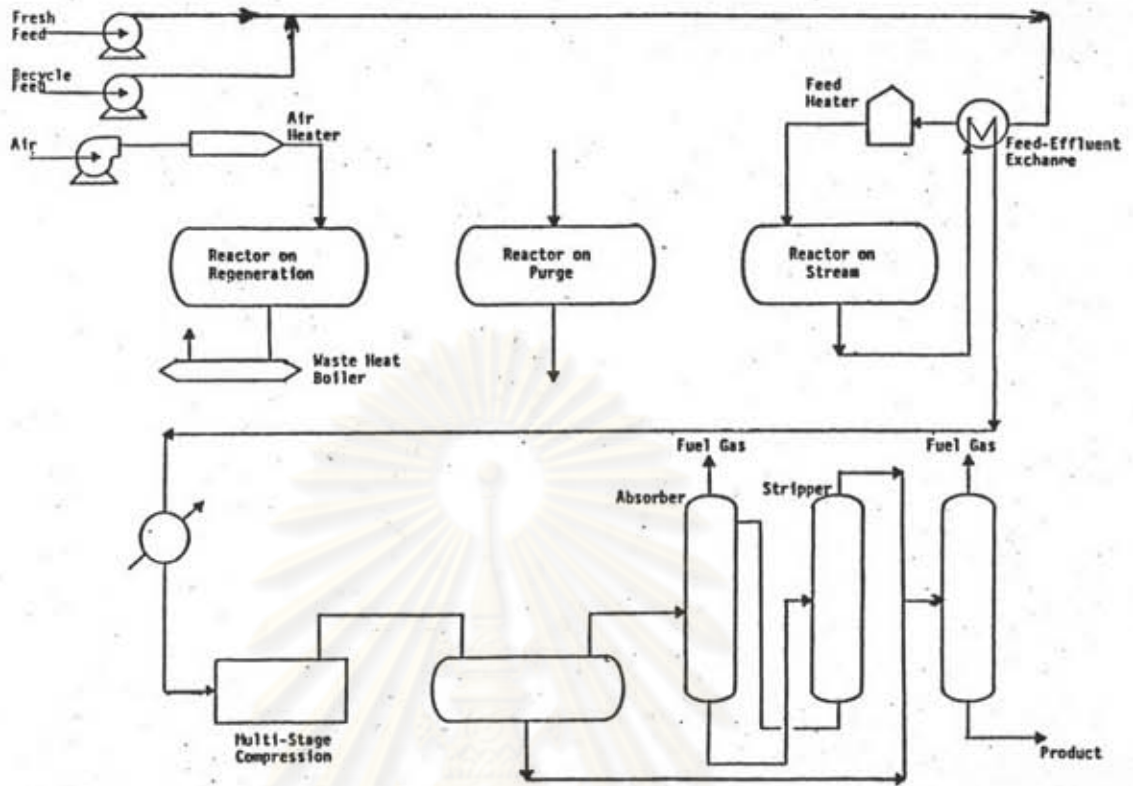 Fresh
Feed
Recycle
Feed
Air
Air
Heater
Feed
Heater
Feed-Effluent
Exchange
Reactor on
Regeneration
Reactor on
Purge
Reactor on
Stream
Waste Heat
Boiler
Fuel Gas
Fuel Gas
Absorber
Stripper
Multi-Stage
Compression
Product